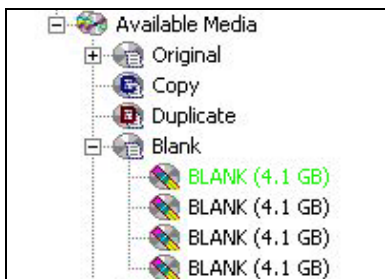 Available Media
Original
Copy
Duplicate
Blank
BLANK (4.1 GB)
BLANK (4.1 GB)
BLANK (4.1 GB)
BLANK (4.1 GB)